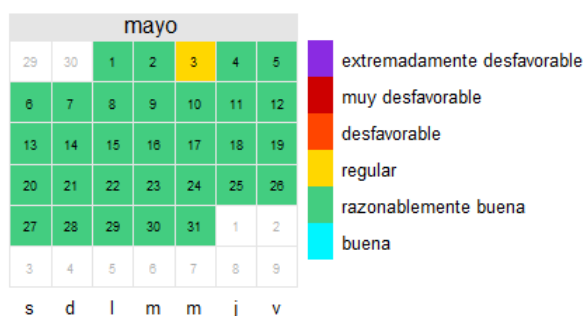 mayo
29 30 1 2 3 4 5
6 7 8 9 10 11 12
13 14 15 16 17 18 19
20 21 22 23 24 25 26
27 28 29 30 31 1 2
3 4 5 6 7 8 9
s d l m m j v
extremadamente desfavorable
muy desfavorable
desfavorable
regular
razonablemente buena
buena